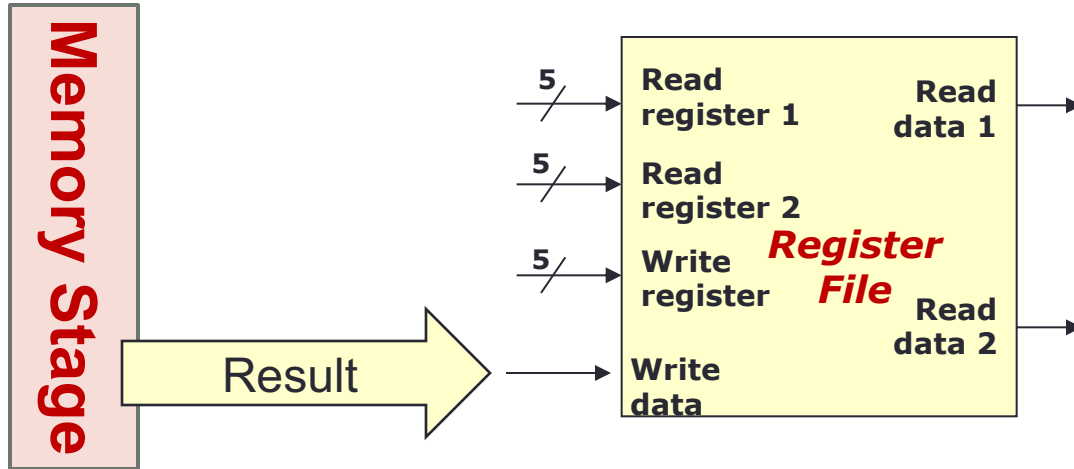 Memory Stage
Result
5
Read
register 1
5
Read
register 2
5
Write
register
Write
data
Register
File
Read
data 1
Read
data 2